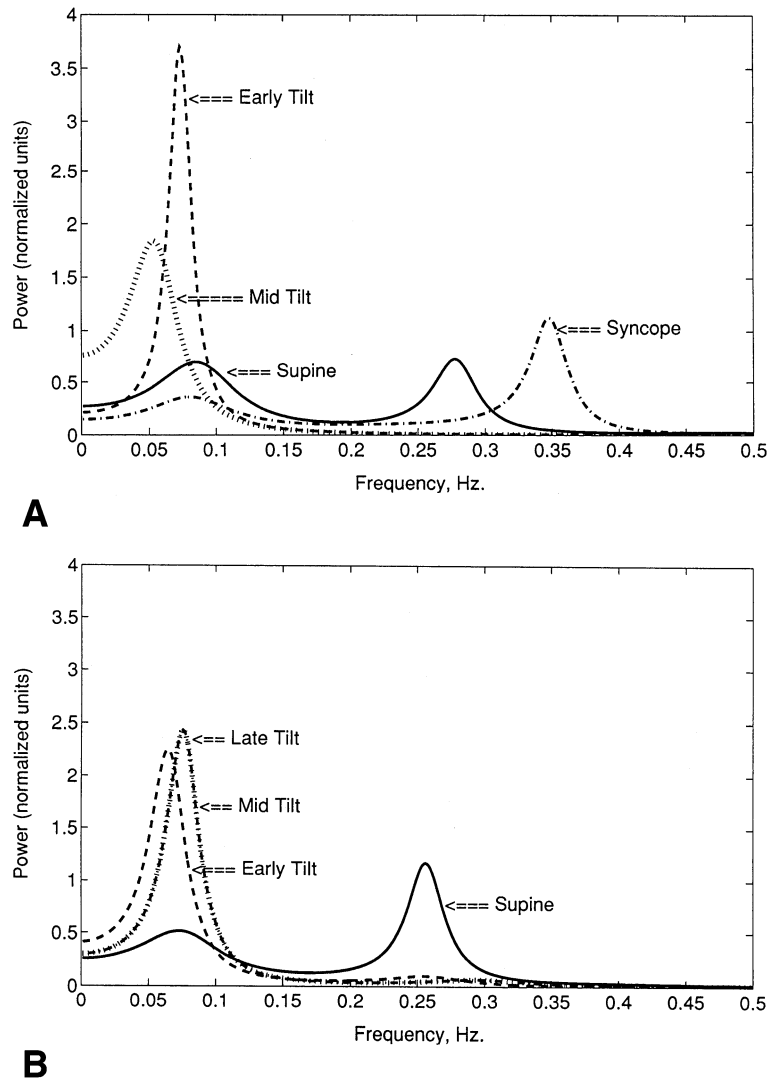 4
3.5
3
2.5
2
1.5
1
0.5
0
Power (normalized units)
<=== Early Tilt
<===== Mid Tilt
<=== Supine
<=== Syncope
0 0.05 0.1 0.15 0.2 0.25 0.3 0.35 0.4 0.45 0.5
Frequency, Hz.
A
4
3.5
3
2.5
2
1.5
1
0.5
0
Power (normalized units)
<== Late Tilt
<== Mid Tilt
<=== Early Tilt
<=== Supine
0 0.05 0.1 0.15 0.2 0.25 0.3 0.35 0.4 0.45 0.5
Frequency, Hz.
B